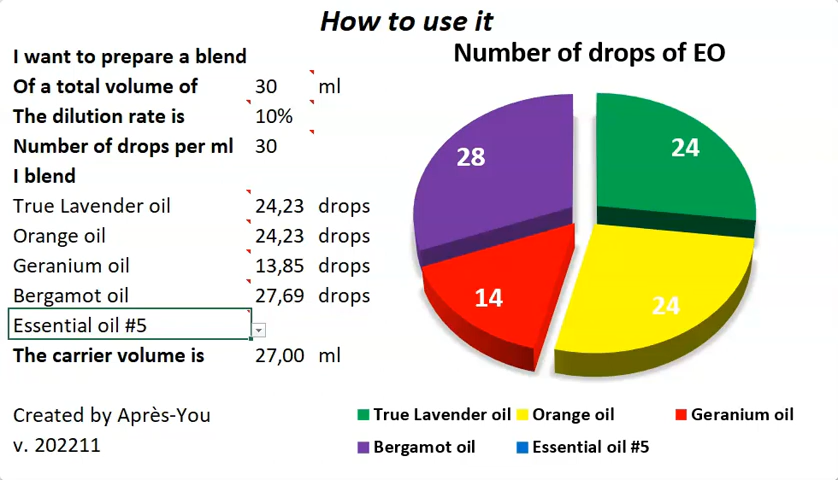 How to use it
I want to prepare a blend
Of a total volume of 30 ml
The dilution rate is 10%
Number of drops per ml 30
I blend
True Lavender oil 24,23 drops
Orange oil 24,23 drops
Geranium oil 13,85 drops
Bergamot oil 27,69 drops
Essential oil #5
The carrier volume is 27,00 ml
Created by Après-You
v. 202211
Number of drops of EO
28
24
14
24
True Lavender oil Orange oil Geranium oil
Bergamot oil Essential oil #5